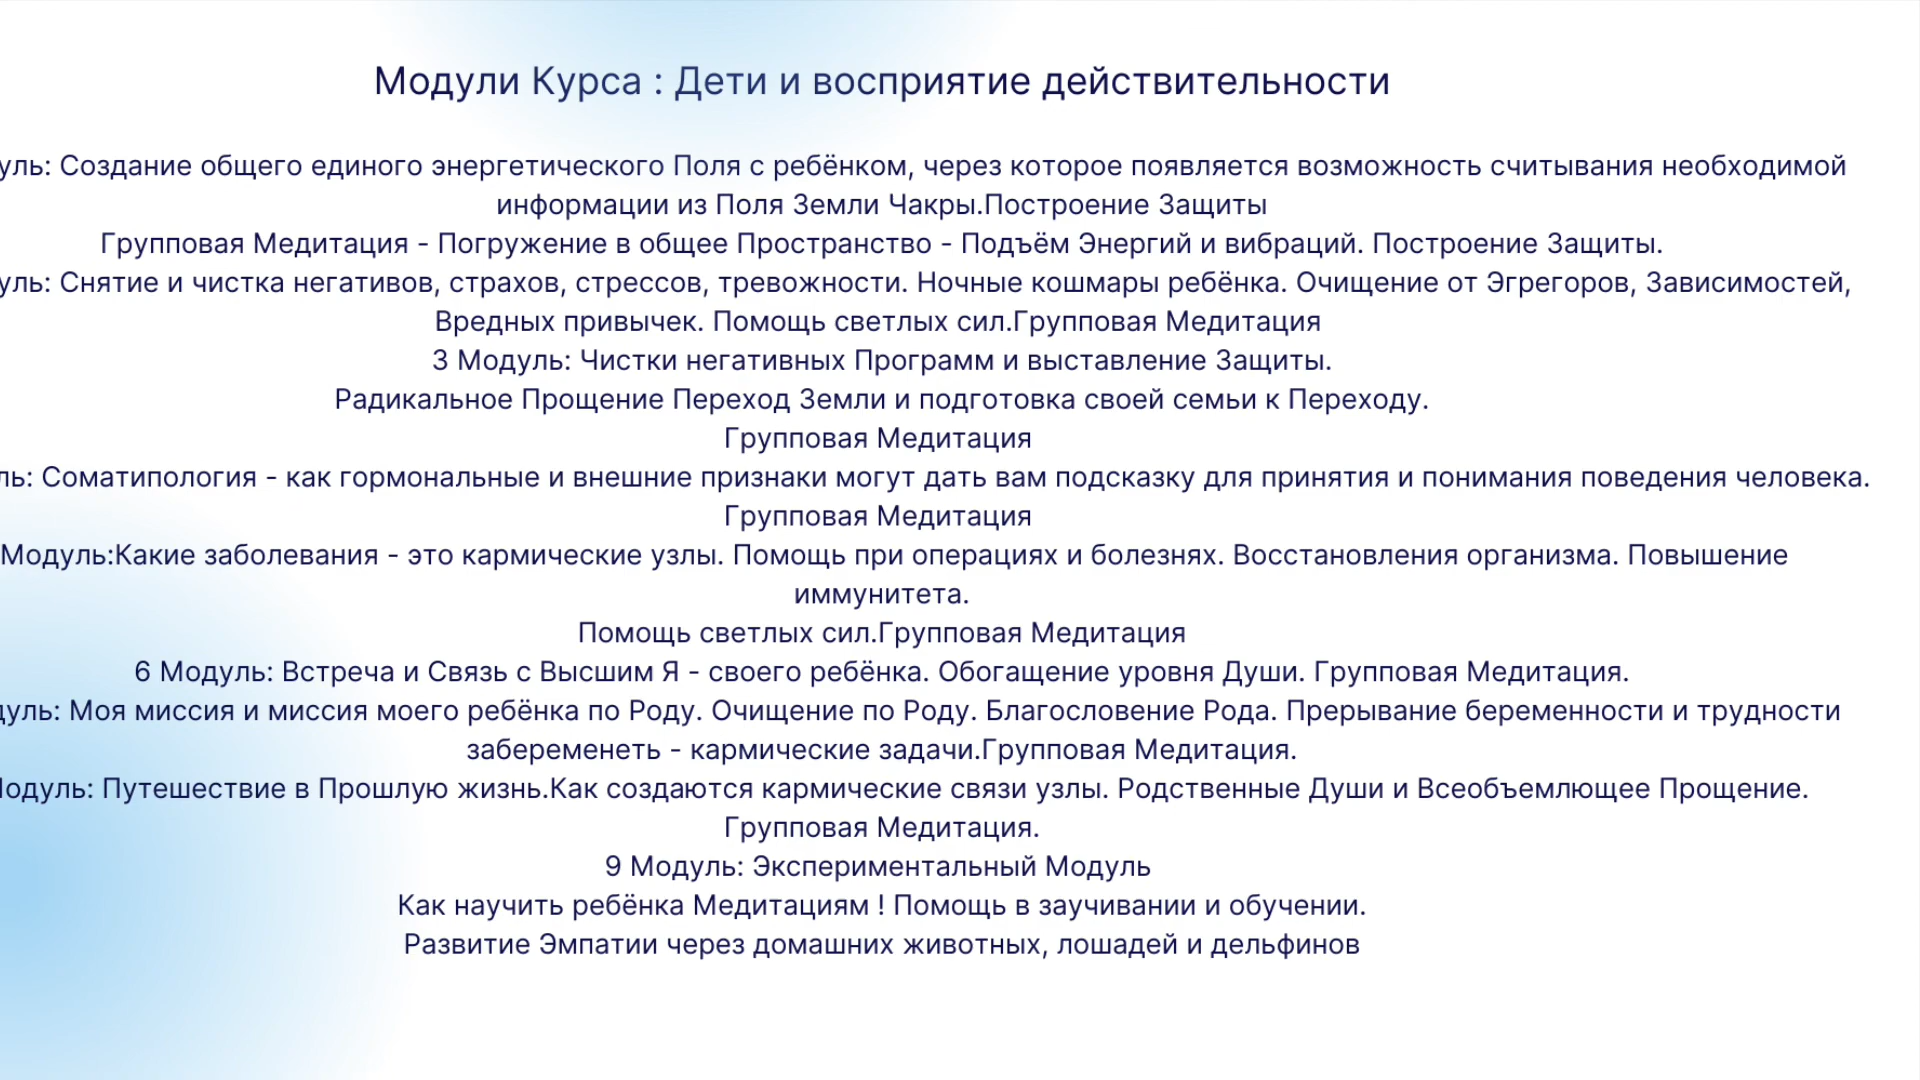 Модули Курса : Дети и восприятие действительности
уль: Создание общего единого энергетического Поля с ребёнком, через которое появляется возможность считывания необходимой
информации из Поля Земли Чакры.Построение Защиты
Групповая Медитация - Погружение в общее Пространство - Подъём Энергий и вибраций. Построение Защиты.
уль: Снятие и чистка негативов, страхов, стрессов, тревожности. Ночные кошмары ребёнка. Очищение от Эгрегоров, Зависимостей,
Вредных привычек. Помощь светлых сил.Групповая Медитация
3 Модуль: Чистки негативных Программ и выставление Защиты.
Радикальное Прощение Переход Земли и подготовка своей семьи к Переходу.
Групповая Медитация
ль: Соматипология - как гормональные и внешние признаки могут дать вам подсказку для принятия и понимания поведения человека.
Групповая Медитация
Модуль:Какие заболевания - это кармические узлы. Помощь при операциях и болезнях. Восстановления организма. Повышение
иммунитета.
Помощь светлых сил.Групповая Медитация
6 Модуль: Встреча и Связь с Высшим Я - своего ребёнка. Обогащение уровня Души. Групповая Медитация.
дуль: Моя миссия и миссия моего ребёнка по Роду. Очищение по Роду. Благословение Рода. Прерывание беременности и трудности
забеременеть - кармические задачи.Групповая Медитация.
одуль: Путешествие в Прошлую жизнь.Как создаются кармические связи узлы. Родственные Души и Всеобъемлющее Прощение.
Групповая Медитация.
9 Модуль: Экспериментальный Модуль
Как научить ребёнка Медитациям ! Помощь в заучивании и обучении.
Развитие Эмпатии через домашних животных, лошадей и дельфинов